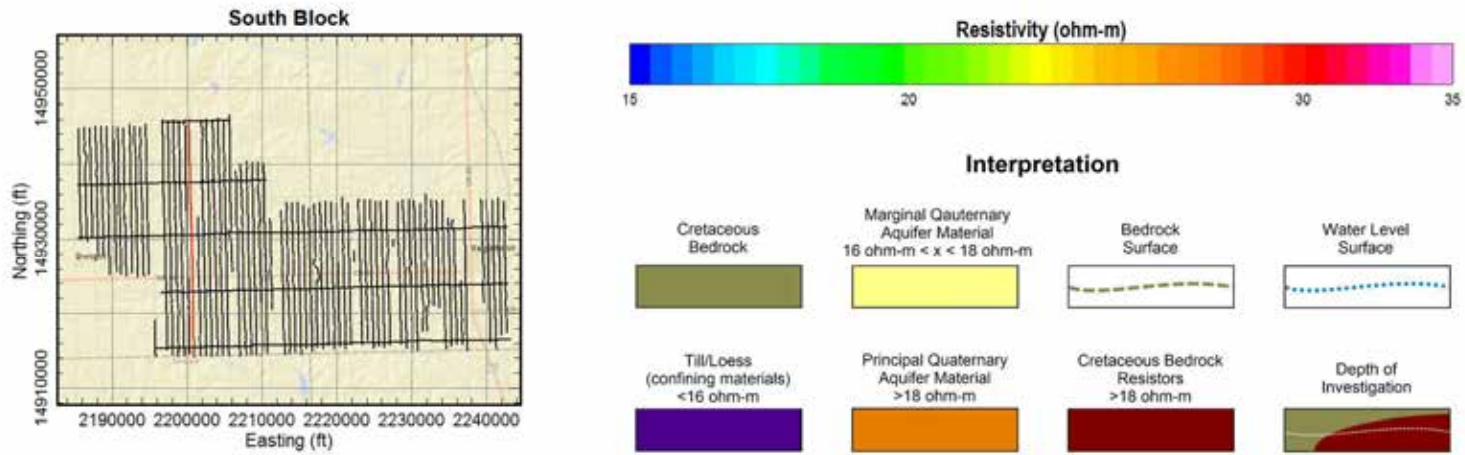 South Block
14950000
14930000
14910000
Northing (ft)
2190000 2200000 2210000 2220000 2230000 2240000
Easting (ft)
Resistivity (ohm-m)
15 20 30 35
Interpretation
Cretaceous
Bedrock
Marginal Qauternary
Aquifer Material
16 ohm-m < x < 18 ohm-m
Bedrock
Surface
Water Level
Surface
Till/Loess
(confining materials)
<16 ohm-m
Principal Quaternary
Aquifer Material
>18 ohm-m
Cretaceous Bedrock
Resistors
>18 ohm-m
Depth of
Investigation